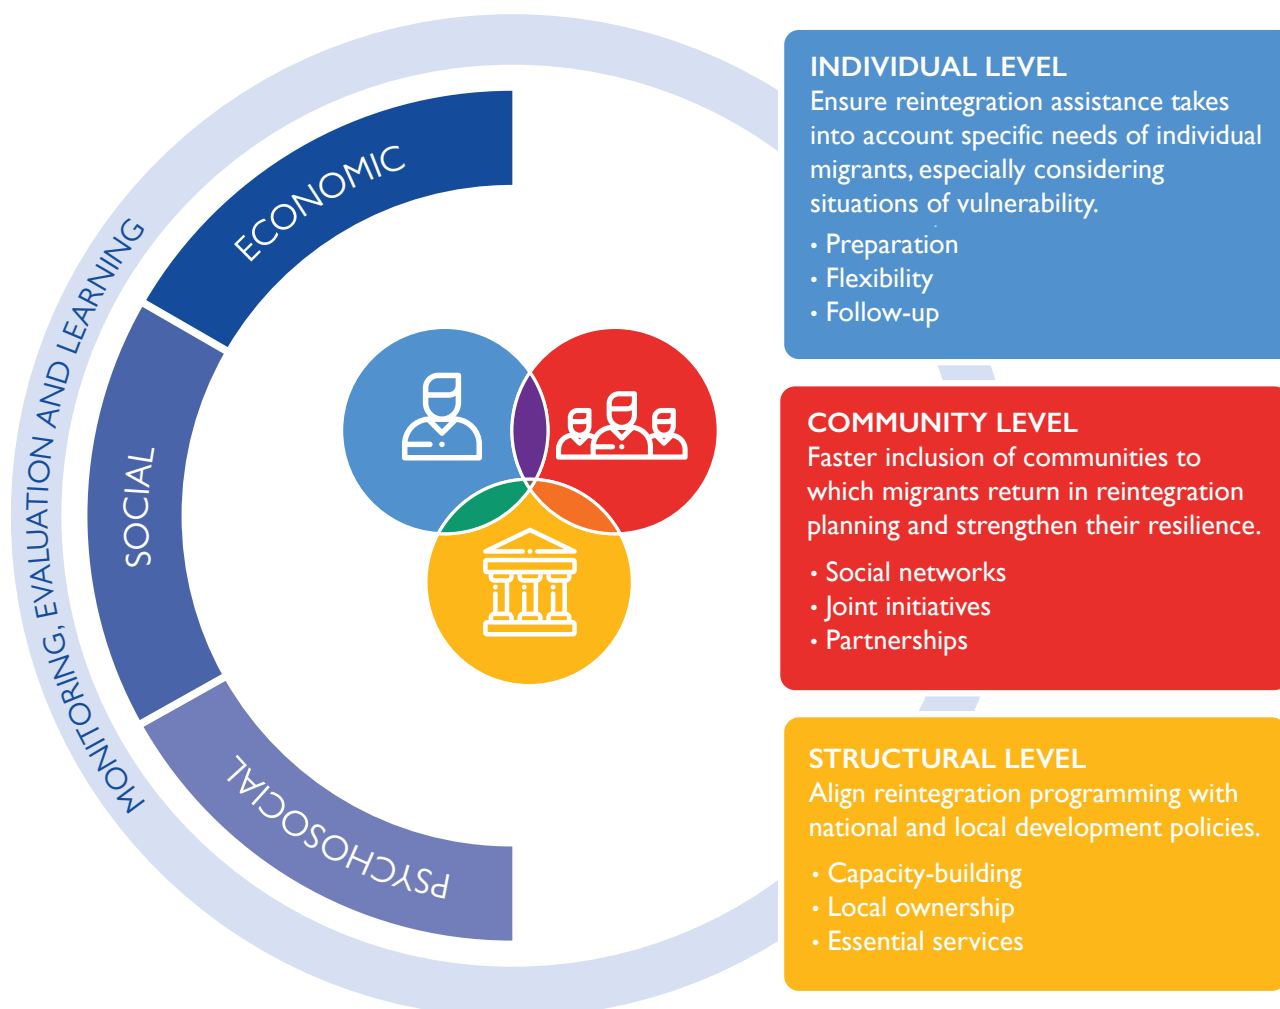 MONITORING, EVALUATION AND LEARNING
ECONOMIC
SOCIAL
PSYCHOSOCIAL
INDIVIDUAL LEVEL
Ensure reintegration assistance takes
into account specific needs of individual
migrants, especially considering
situations of vulnerability.
• Preparation
• Flexibility
• Follow-up
COMMUNITY LEVEL
Faster inclusion of communities to
which migrants return in reintegration
planning and strengthen their resilience.
• Social networks
• Joint initiatives
• Partnerships
STRUCTURAL LEVEL
Align reintegration programming with
national and local development policies.
• Capacity-building
• Local ownership
• Essential services